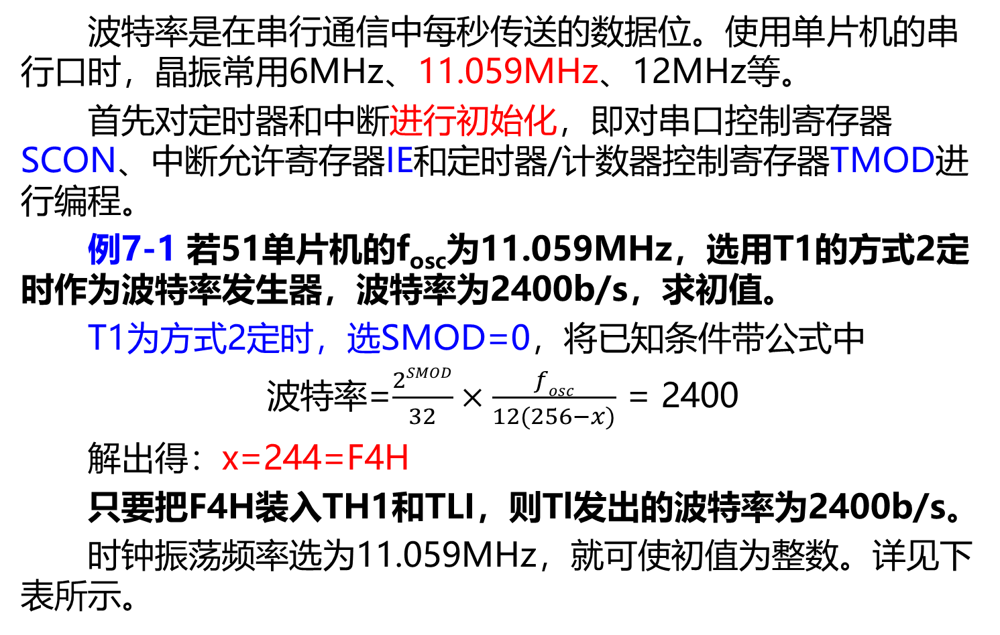 波特率是在串行通信中每秒传送的数据位。使用单片机的串
行口时，晶振常用6MHz、11.059MHz、12MHz等。
首先对定时器和中断进行初始化，即对串口控制寄存器
SCON、中断允许寄存器IE和定时器/计数器控制寄存器TMOD进
行编程。
例7-1 若51单片机的fosc为11.059MHz，选用T1的方式2定
时作为波特率发生器，波特率为2400b/s，求初值。
T1为方式2定时，选SMOD=0，将已知条件带公式中
波特率=2^SMOD/32 × fosc/12(256−x) = 2400
解出得：x=244=F4H
只要把F4H装入TH1和TLI，则Tl发出的波特率为2400b/s。
时钟振荡频率选为11.059MHz，就可使初值为整数。详见下
表所示。